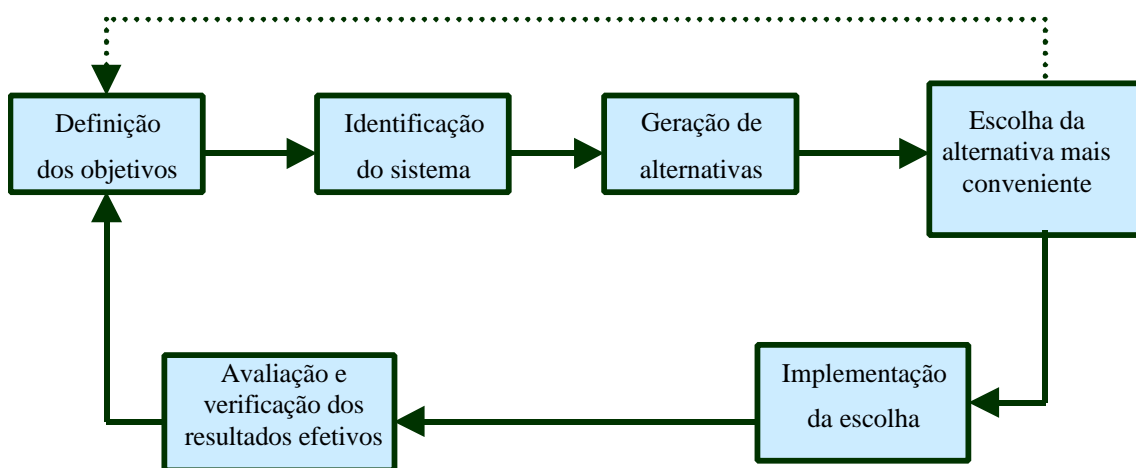 Definição
dos objetivos
Identificação
do sistema
Geração de
alternativas
Escolha da
alternativa mais
conveniente
Implementação
da escolha
Avaliação e
verificação dos
resultados efetivos